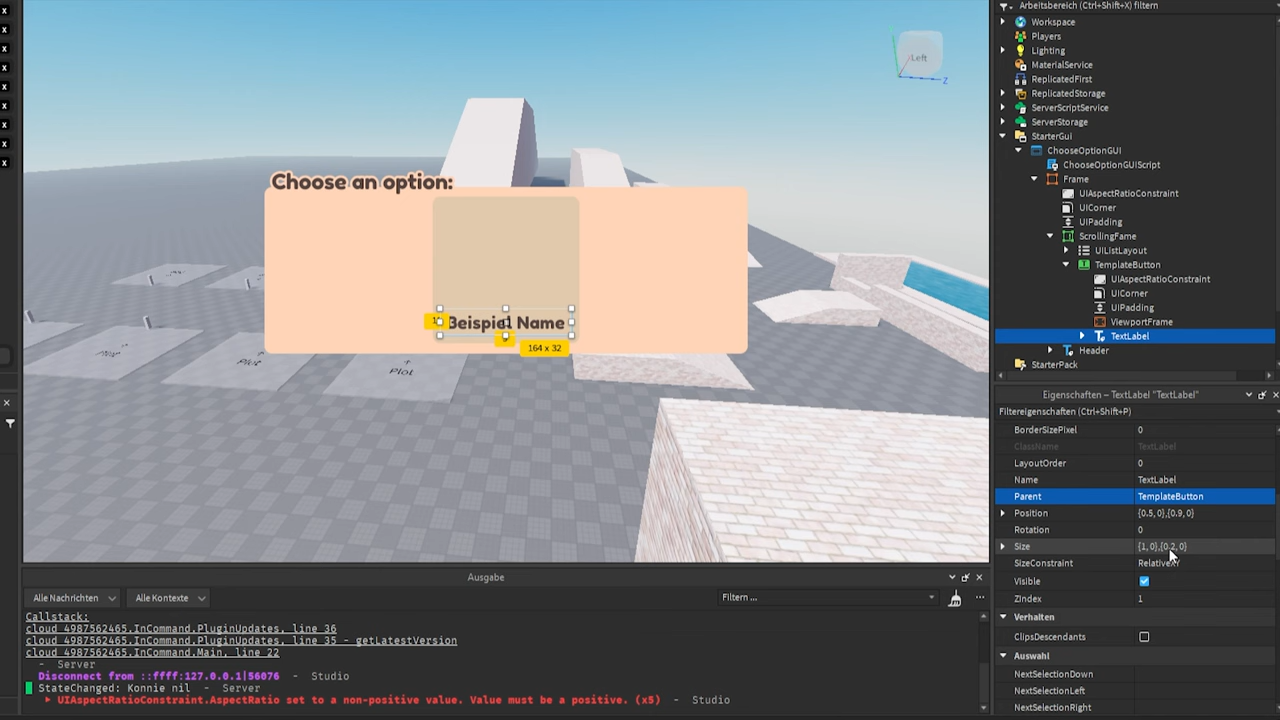 x
x
x
x
x
x
x
x
x
Left
Z
Choose an option:
Beispiel Name
164 x 32
Plot
Arbeitsbereich (Ctrl+Shift+X) filtern
Workspace
Players
Lighting
MaterialService
ReplicatedFirst
ReplicatedStorage
ServerScriptService
ServerStorage
StarterGui
ChooseOptionGUI
ChooseOptionGUIScript
Frame
UIAspectRatioConstraint
UICorner
UIPadding
ScrollingFame
UIListLayout
TemplateButton
UIAspectRatioConstraint
UICorner
UIPadding
ViewportFrame
TextLabel
Header
StarterPack
Eigenschaften – TextLabel "TextLabel"
Filtereigenschaften (Ctrl+Shift+P)
BorderSizePixel 0
ClassName TextLabel
LayoutOrder 0
Name TextLabel
Parent TemplateButton
Position {0.5, 0},{0.9, 0}
Rotation 0
Size {1, 0},{0.2, 0}
SizeConstraint RelativeXY
Visible
ZIndex 1
Verhalten
ClipsDescendants
Auswahl
NextSelectionDown
NextSelectionLeft
NextSelectionRight
Ausgabe
Alle Nachrichten Alle Kontexte Filtern ...
Callstack:
cloud_4987562465.InCommand.PluginUpdates, line 36
cloud_4987562465.InCommand.PluginUpdates, line 35 - getLatestVersion
cloud_4987562465.InCommand.Main, line 22
- Server
Disconnect from ::ffff:127.0.0.1|56076 - Studio
StateChanged: Konnie nil - Server
UIAspectRatioConstraint.AspectRatio set to a non-positive value. Value must be a positive. (x5) - Studio